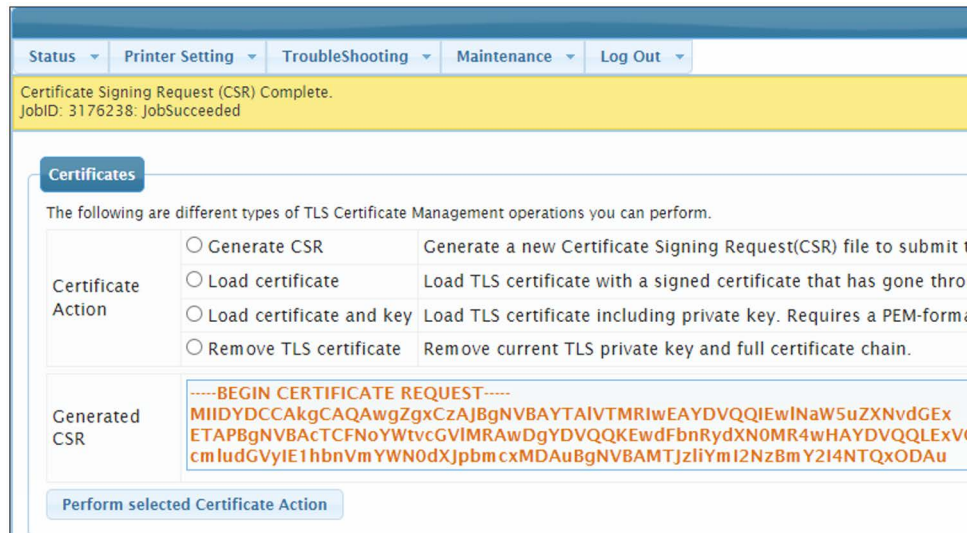 Status
Printer Setting
TroubleShooting
Maintenance
Log Out
Certificate Signing Request (CSR) Complete.
JobID: 3176238: JobSucceeded
Certificates
The following are different types of TLS Certificate Management operations you can perform.
Certificate
Action
Generate CSR
Generate a new Certificate Signing Request(CSR) file to submit
Load certificate
Load TLS certificate with a signed certificate that has gone thro
Load certificate and key
Load TLS certificate including private key. Requires a PEM-forma
Remove TLS certificate
Remove current TLS private key and full certificate chain.
Generated
CSR
-----BEGIN CERTIFICATE REQUEST-----
MIIDYDCCAkgCAQAwgZgxCzAJBgNVBAYTAlVTMRIwEAYDVQQIEwlNaW5uZXNvdGEx
ETAPBgNVBAcTCFNoYWtvcGVlMRAwDgYDVQQKEwdFbnRydXN0MR4wHAYDVQQLExV
cmludGVyIE1hbnVmYWN0dXJpbmcxMDAuBgNVBAMTJzliYmI2NzBmY2I4NTQxODAu
Perform selected Certificate Action